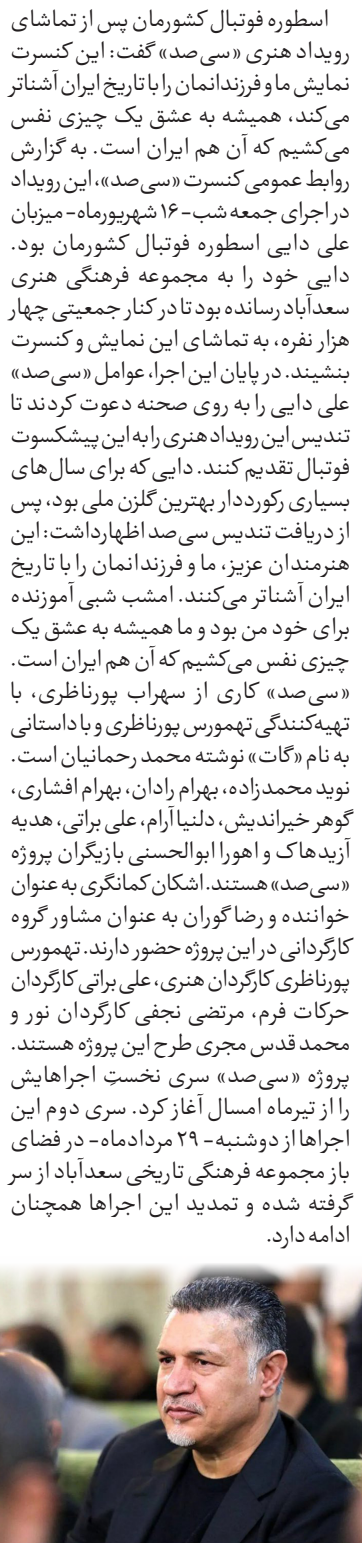 اسطوره فوتبال کشورمان پس از تماشای
رویداد هنری «سی‌صد» گفت: این کنسرت
نمایش ما و فرزندانمان را با تاریخ ایران آشناتر
می‌کند، همیشه به عشق یک چیزی نفس
می‌کشیم که آن هم ایران است. به گزارش
روابط عمومی کنسرت «سی‌صد»، این رویداد
در اجرای جمعه شب- ۱۶ شهریورماه- میزبان
علی دایی اسطوره فوتبال کشورمان بود.
دایی خود را به مجموعه فرهنگی هنری
سعدآباد رسانده بود تا در کنار جمعیتی چهار
هزار نفره، به تماشای این نمایش و کنسرت
بنشیند. در پایان این اجرا، عوامل «سی‌صد»
علی دایی را به روی صحنه دعوت کردند تا
تندیس این رویداد هنری را به این پیشکسوت
فوتبال تقدیم کنند. دایی که برای سال‌های
بسیاری رکورددار بهترین گلزن ملی بود، پس
از دریافت تندیس سی‌صد اظهار داشت: این
هنرمندان عزیز، ما و فرزندانمان را با تاریخ
ایران آشناتر می‌کنند. امشب شبی آموزنده
برای خود من بود و ما همیشه به عشق یک
چیزی نفس می‌کشیم که آن هم ایران است.
«سی‌صد» کاری از سهراب پورناظری، با
تهیه‌کنندگی تهمورس پورناظری و با داستانی
به نام «گات» نوشته محمد رحمانیان است.
نوید محمدزاده، بهرام رادان، بهرام افشاری،
گوهر خیراندیش، دلنیا آرام، علی براتی، هدیه
آزیدهاک و اهورا ابوالحسنی بازیگران پروژه
«سی‌صد» هستند. اشکان کمانگری به عنوان
خواننده و رضا گوران به عنوان مشاور گروه
کارگردانی در این پروژه حضور دارند. تهمورس
پورناظری کارگردان هنری، علی براتی کارگردان
حرکات فرم، مرتضی نجفی کارگردان نور و
محمد قدس مجری طرح این پروژه هستند.
پروژه «سی‌صد» سری نخستِ اجراهایش
را از تیرماه امسال آغاز کرد. سری دوم این
اجراها از دوشنبه- ۲۹ مردادماه- در فضای
باز مجموعه فرهنگی تاریخی سعدآباد از سر
گرفته شده و تمدید این اجراها همچنان
ادامه دارد.